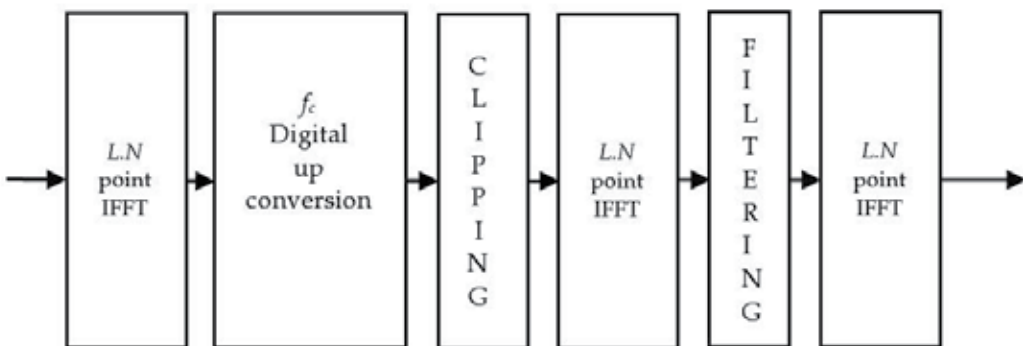 L.N
point
IFFT
f_c
Digital
up
conversion
C
L
I
P
P
I
N
G
L.N
point
IFFT
F
I
L
T
E
R
I
N
G
L.N
point
IFFT